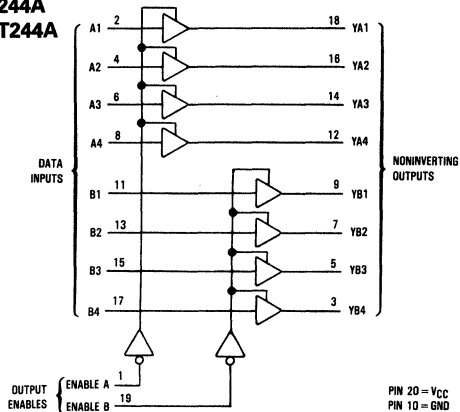 244A
T244A
A1 2 18 YA1
A2 4 16 YA2
A3 6 14 YA3
A4 8 12 YA4
DATA INPUTS
NONINVERTING OUTPUTS
B1 11 9 YB1
B2 13 7 YB2
B3 15 5 YB3
B4 17 3 YB4
OUTPUT ENABLES
ENABLE A 1
ENABLE B 19
PIN 20 = VCC
PIN 10 = GND